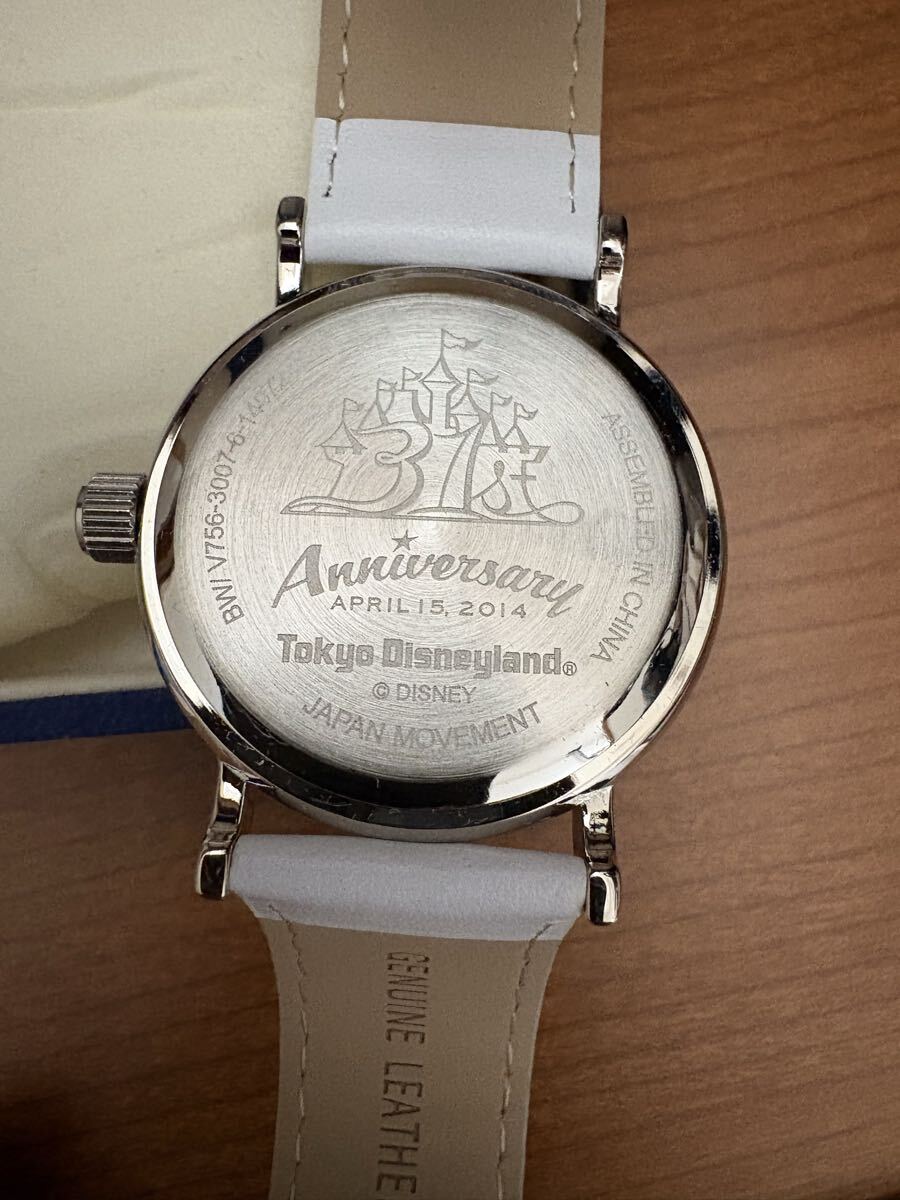 31st
Anniversary
APRIL 15, 2014
Tokyo Disneyland®
© DISNEY
JAPAN MOVEMENT
BWI V756-3007-6-
ASSEMBLED IN CHINA
GENUINE LEATHE